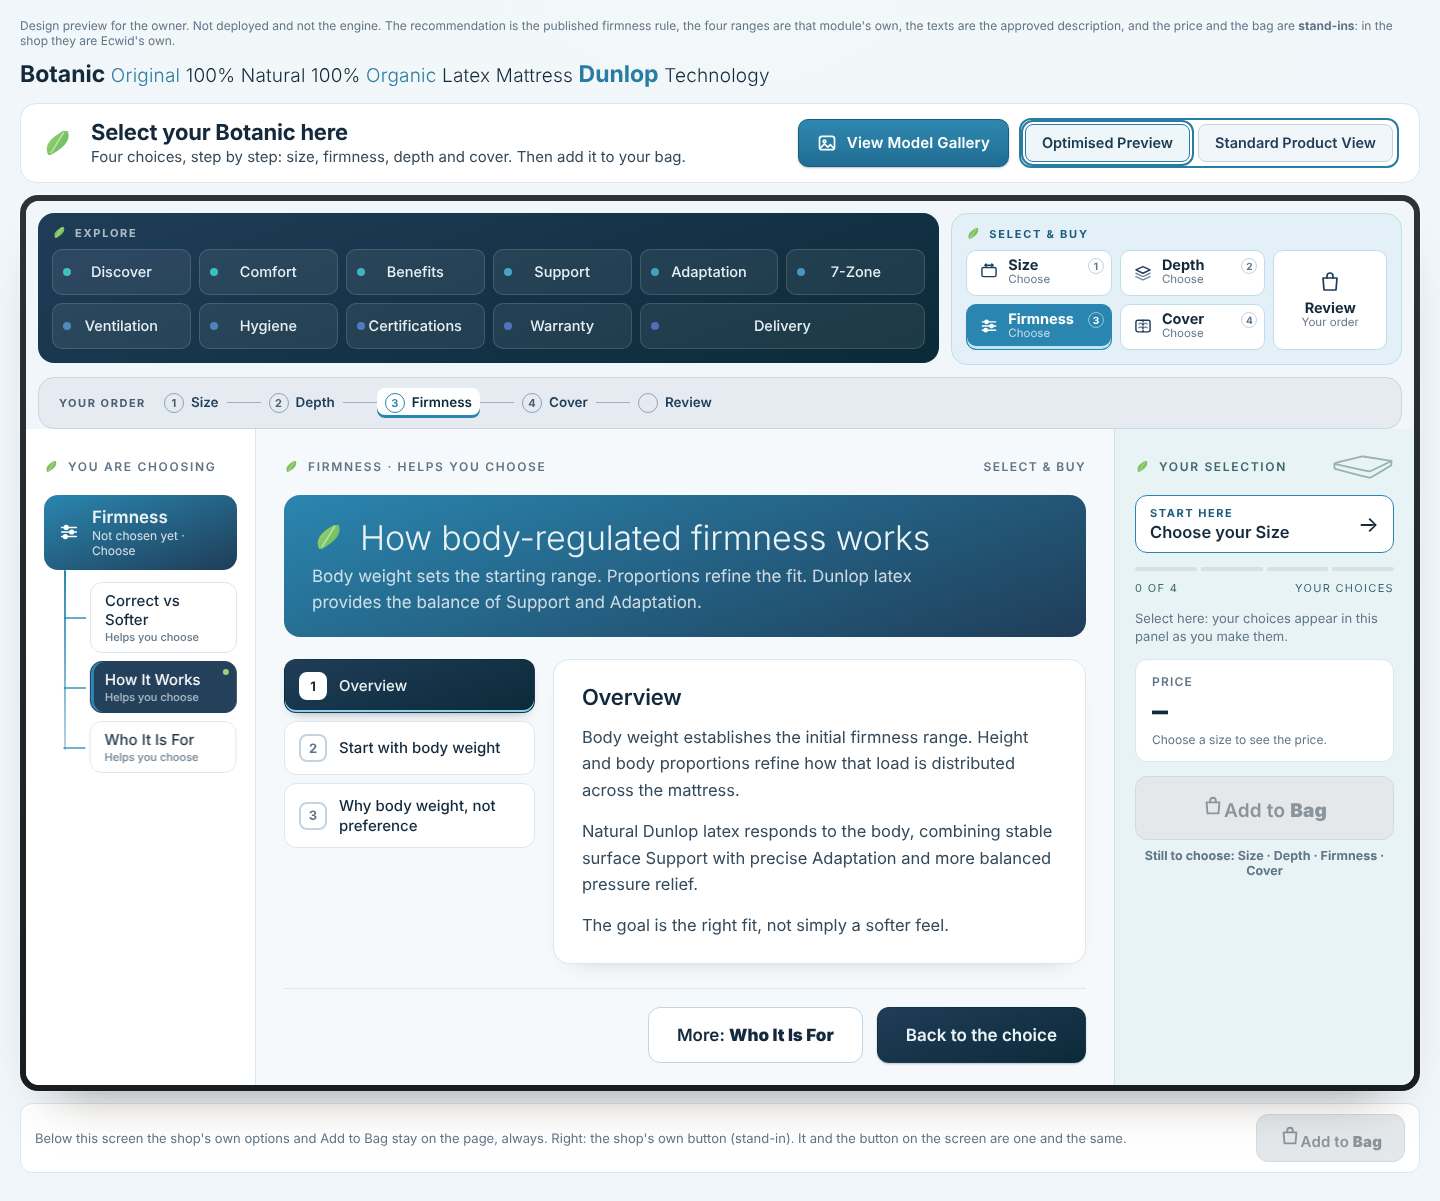 Design preview for the owner. Not deployed and not the engine. The recommendation is the published firmness rule, the four ranges are that module's own, the texts are the approved description, and the price and the bag are stand-ins: in the
shop they are Ecwid's own.
Botanic Original 100% Natural 100% Organic Latex Mattress Dunlop Technology
Select your Botanic here
Four choices, step by step: size, firmness, depth and cover. Then add it to your bag.
View Model Gallery
Optimised Preview
Standard Product View
EXPLORE
Discover
Comfort
Benefits
Support
Adaptation
7-Zone
Ventilation
Hygiene
Certifications
Warranty
Delivery
SELECT & BUY
Size
Choose
1
Depth
Choose
2
Firmness
Choose
3
Cover
Choose
4
Review
Your order
YOUR ORDER
1 Size
2 Depth
3 Firmness
4 Cover
Review
YOU ARE CHOOSING
Firmness
Not chosen yet ·
Choose
Correct vs
Softer
Helps you choose
How It Works
Helps you choose
Who It Is For
Helps you choose
FIRMNESS · HELPS YOU CHOOSE
SELECT & BUY
How body-regulated firmness works
Body weight sets the starting range. Proportions refine the fit. Dunlop latex
provides the balance of Support and Adaptation.
1 Overview
2 Start with body weight
3 Why body weight, not
preference
Overview
Body weight establishes the initial firmness range. Height
and body proportions refine how that load is distributed
across the mattress.
Natural Dunlop latex responds to the body, combining stable
surface Support with precise Adaptation and more balanced
pressure relief.
The goal is the right fit, not simply a softer feel.
More: Who It Is For
Back to the choice
YOUR SELECTION
START HERE
Choose your Size
0 OF 4
YOUR CHOICES
Select here: your choices appear in this
panel as you make them.
PRICE
–
Choose a size to see the price.
Add to Bag
Still to choose: Size · Depth · Firmness ·
Cover
Below this screen the shop's own options and Add to Bag stay on the page, always. Right: the shop's own button (stand-in). It and the button on the screen are one and the same.
Add to Bag